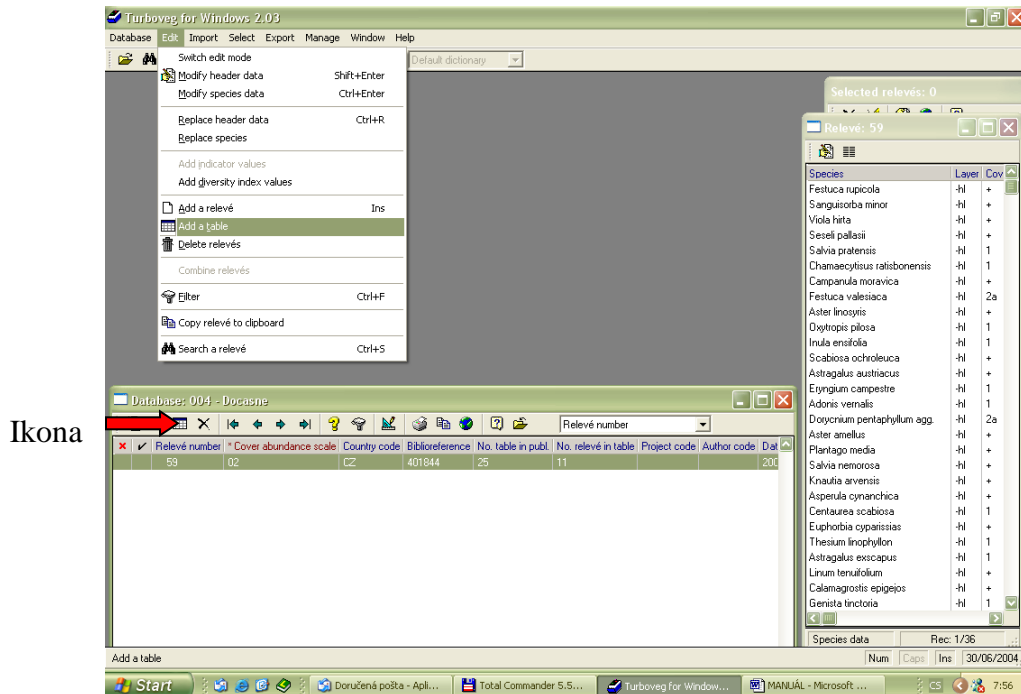 Turboveg for Windows 2.03
Database Edit Import Select Export Manage Window Help
Default dictionary
Switch edit mode
Modify header data Shift+Enter
Modify species data Ctrl+Enter
Replace header data Ctrl+R
Replace species
Add indicator values
Add diversity index values
Add a relevé Ins
Add a table
Delete relevés
Combine relevés
Filter Ctrl+F
Copy relevé to clipboard
Search a relevé Ctrl+S
Selected relevés: 0
Relevé: 59
Species Layer Cov
Festuca rupicola -hl +
Sanguisorba minor -hl +
Viola hirta -hl +
Seseli pallasii -hl +
Salvia pratensis -hl 1
Chamaecytisus ratisbonensis -hl 1
Campanula moravica -hl +
Festuca valesiaca -hl 2a
Aster linosyris -hl +
Oxytropis pilosa -hl 1
Inula ensifolia -hl +
Scabiosa ochroleuca -hl +
Astragalus austriacus -hl +
Eryngium campestre -hl 1
Adonis vernalis -hl 1
Dorycnium pentaphyllum agg. -hl 2a
Aster amellus -hl +
Plantago media -hl +
Salvia nemorosa -hl +
Knautia arvensis -hl +
Asperula cynanchica -hl +
Centaurea scabiosa -hl 1
Euphorbia cyparissias -hl +
Thesium linophyllon -hl 1
Astragalus exscapus -hl 1
Linum tenuifolium -hl +
Calamagrostis epigejos -hl +
Genista tinctoria -hl 1
Species data Rec: 1/36
Ikona
Database: 004 - Docasne
Relevé number
Relevé number * Cover abundance scale Country code Biblioreference No. table in publ. No. relevé in table Project code Author code Dat
59 02 CZ 401844 25 11 200
Add a table Num Caps Ins 30/06/2004
Start Doručená pošta - Apli... Total Commander 5.5... Turboveg for Window... MANUÁL - Microsoft ... CS 7:56